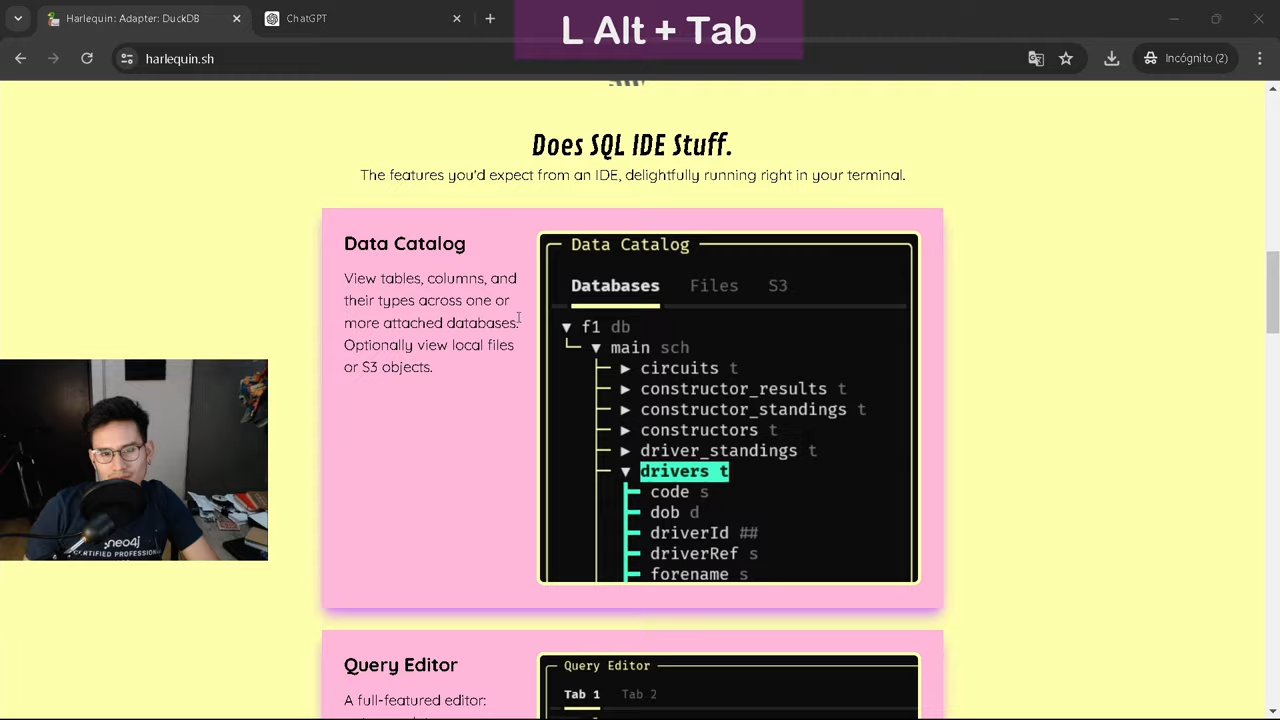 Harlequin: Adapter: DuckDB
ChatGPT
L Alt + Tab
harlequin.sh
Incógnito (2)
Does SQL IDE Stuff.
The features you'd expect from an IDE, delightfully running right in your terminal.
Data Catalog
View tables, columns, and
their types across one or
more attached databases.
Optionally view local files
or S3 objects.
Data Catalog
Databases Files S3
f1 db
main sch
circuits t
constructor_results t
constructor_standings t
constructors t
driver_standings t
drivers t
code s
dob d
driverId ##
driverRef s
forename s
neo4j
CERTIFIED PROFESSIONAL
Query Editor
A full-featured editor:
Query Editor
Tab 1 Tab 2